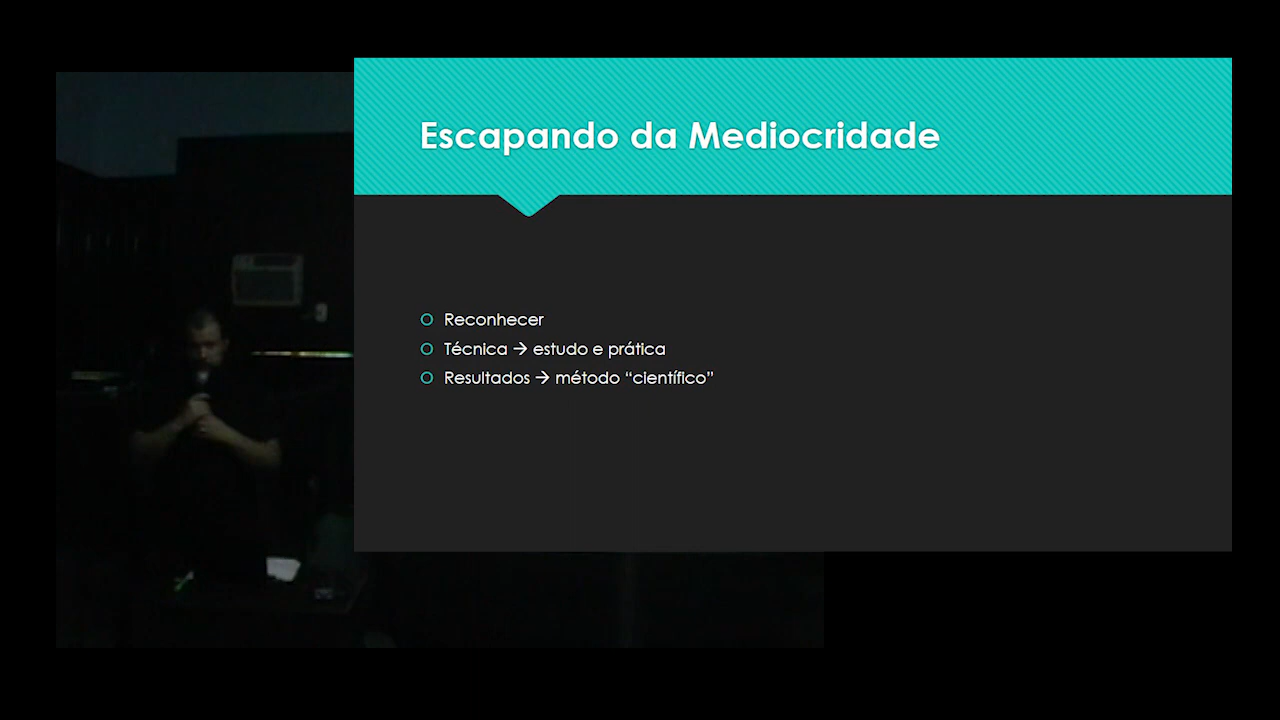 Escapando da Mediocridade
Reconhecer
Técnica → estudo e prática
Resultados → método “científico”